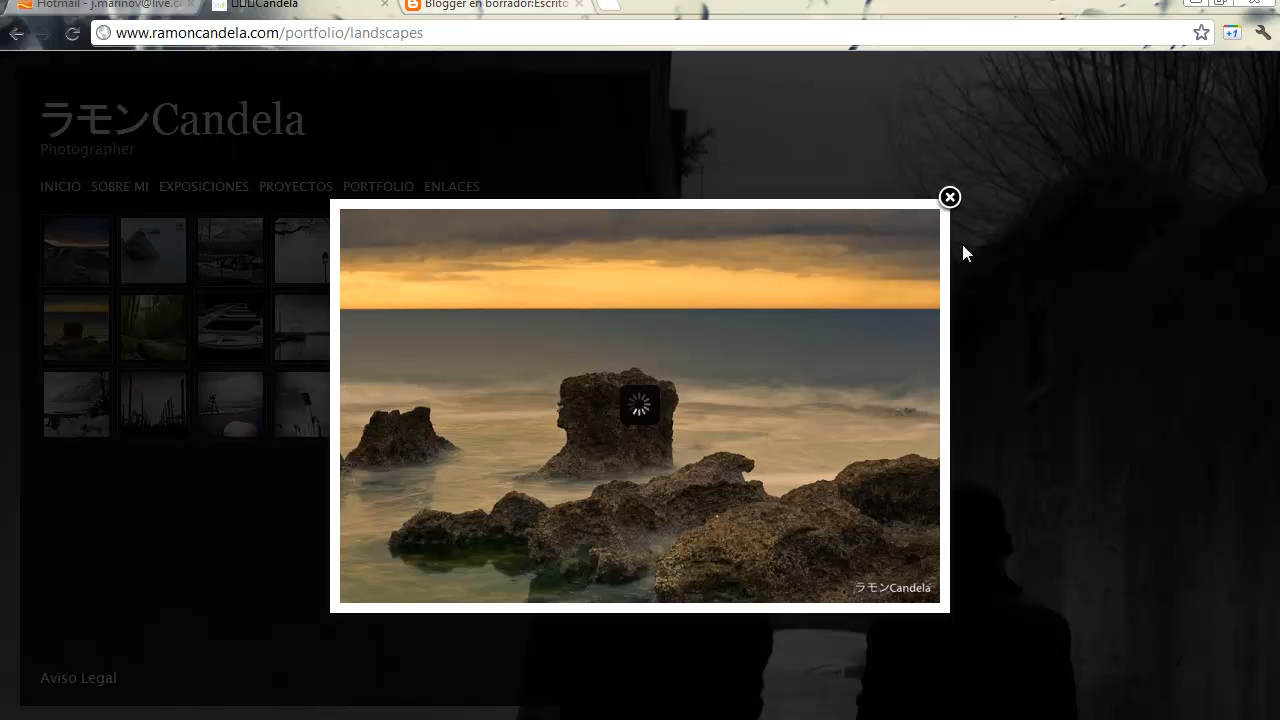 Hotmail - j.marinov@live.c
Candela
Blogger en borrador:Escrito
www.ramoncandela.com/portfolio/landscapes
+1
ラモンCandela
Photographer
INICIO SOBRE MI EXPOSICIONES PROYECTOS PORTFOLIO ENLACES
ラモンCandela
Aviso Legal